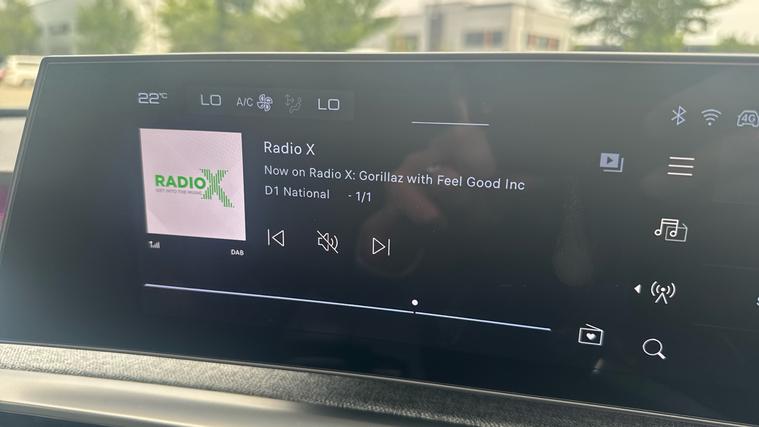 22°C
LO A/C LO
4G
RADIO X
GET INTO THE MUSIC
Radio X
Now on Radio X: Gorillaz with Feel Good Inc
D1 National - 1/1
DAB